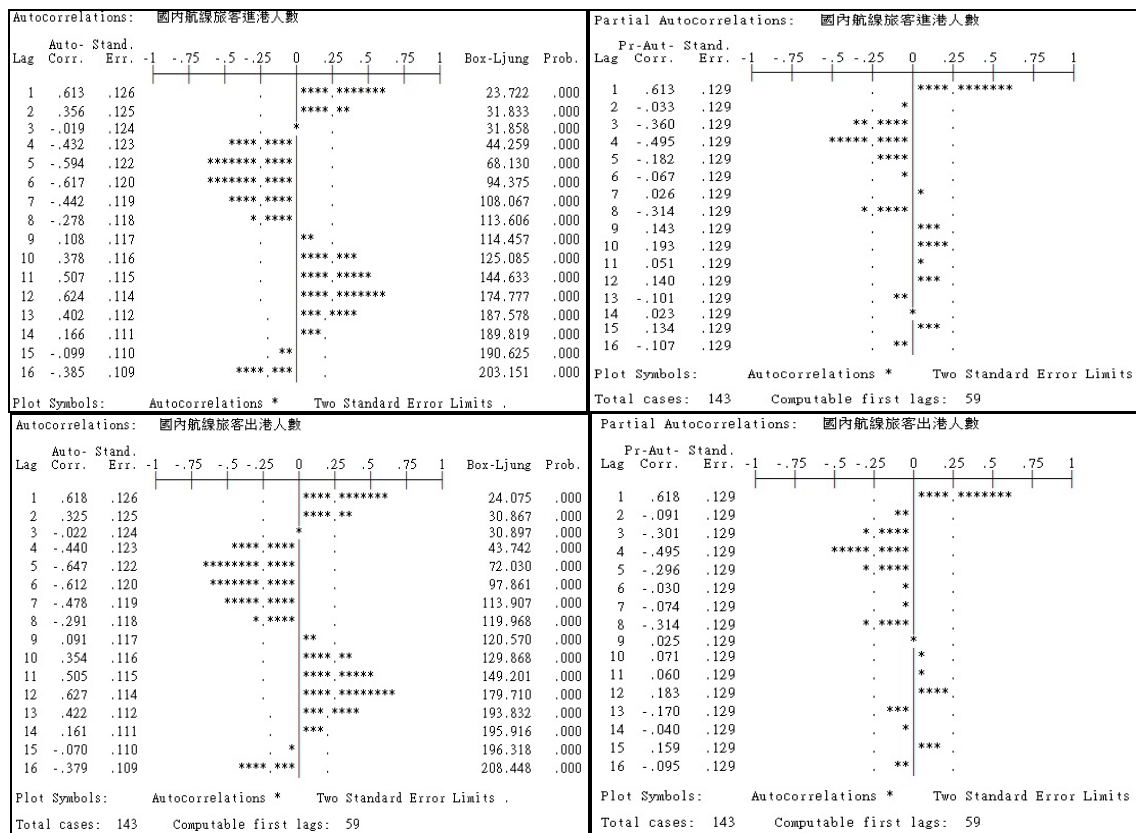 Autocorrelations: 國內航線旅客進港人數
Auto- Stand.
Lag Corr. Err. -1 -.75 -.5 -.25 0 .25 .5 .75 1 Box-Ljung Prob.
1 .613 .126 . ****.******* 23.722 .000
2 .356 .125 . ****.** 31.833 .000
3 -.019 .124 . * . 31.858 .000
4 -.432 .123 ****.**** . 44.259 .000
5 -.594 .122 *******.**** . 68.130 .000
6 -.617 .120 *******.**** . 94.375 .000
7 -.442 .119 ****.**** . 108.067 .000
8 -.278 .118 *.**** . 113.606 .000
9 .108 .117 . ** . 114.457 .000
10 .378 .116 . ****.*** 125.085 .000
11 .507 .115 . ****.***** 144.633 .000
12 .624 .114 . ****.******* 174.777 .000
13 .402 .112 . ***.**** 187.578 .000
14 .166 .111 . ***. 189.819 .000
15 -.099 .110 . ** . 190.625 .000
16 -.385 .109 ****.*** . 203.151 .000
Plot Symbols: Autocorrelations * Two Standard Error Limits .
Partial Autocorrelations: 國內航線旅客進港人數
Pr-Aut- Stand.
Lag Corr. Err. -1 -.75 -.5 -.25 0 .25 .5 .75 1
1 .613 .129 . ****.*******
2 -.033 .129 . * .
3 -.360 .129 **.**** .
4 -.495 .129 *****.**** .
5 -.182 .129 .**** .
6 -.067 .129 . * .
7 .026 .129 . * .
8 -.314 .129 *.**** .
9 .143 .129 . *** .
10 .193 .129 . ****.
11 .051 .129 . * .
12 .140 .129 . *** .
13 -.101 .129 . ** .
14 .023 .129 . * .
15 .134 .129 . *** .
16 -.107 .129 . ** .
Plot Symbols: Autocorrelations * Two Standard Error Limits
Total cases: 143 Computable first lags: 59
Autocorrelations: 國內航線旅客出港人數
Auto- Stand.
Lag Corr. Err. -1 -.75 -.5 -.25 0 .25 .5 .75 1 Box-Ljung Prob.
1 .618 .126 . ****.******* 24.075 .000
2 .325 .125 . ****.** 30.867 .000
3 -.022 .124 . * . 30.897 .000
4 -.440 .123 ****.**** . 43.742 .000
5 -.647 .122 ********.**** . 72.030 .000
6 -.612 .120 *******.**** . 97.861 .000
7 -.478 .119 *****.**** . 113.907 .000
8 -.291 .118 *.**** . 119.968 .000
9 .091 .117 . ** . 120.570 .000
10 .354 .116 . ****.** 129.868 .000
11 .505 .115 . ****.***** 149.201 .000
12 .627 .114 . ****.******** 179.710 .000
13 .422 .112 . ***.**** 193.832 .000
14 .161 .111 . ***. 195.916 .000
15 -.070 .110 . * . 196.318 .000
16 -.379 .109 ****.*** . 208.448 .000
Plot Symbols: Autocorrelations * Two Standard Error Limits .
Total cases: 143 Computable first lags: 59
Partial Autocorrelations: 國內航線旅客出港人數
Pr-Aut- Stand.
Lag Corr. Err. -1 -.75 -.5 -.25 0 .25 .5 .75 1
1 .618 .129 . ****.*******
2 -.091 .129 . ** .
3 -.301 .129 *.**** .
4 -.495 .129 *****.**** .
5 -.296 .129 *.**** .
6 -.030 .129 . * .
7 -.074 .129 . * .
8 -.314 .129 *.**** .
9 .025 .129 . * .
10 .071 .129 . * .
11 .060 .129 . * .
12 .183 .129 . ****.
13 -.170 .129 . *** .
14 -.040 .129 . * .
15 .159 .129 . *** .
16 -.095 .129 . ** .
Plot Symbols: Autocorrelations * Two Standard Error Limits
Total cases: 143 Computable first lags: 59